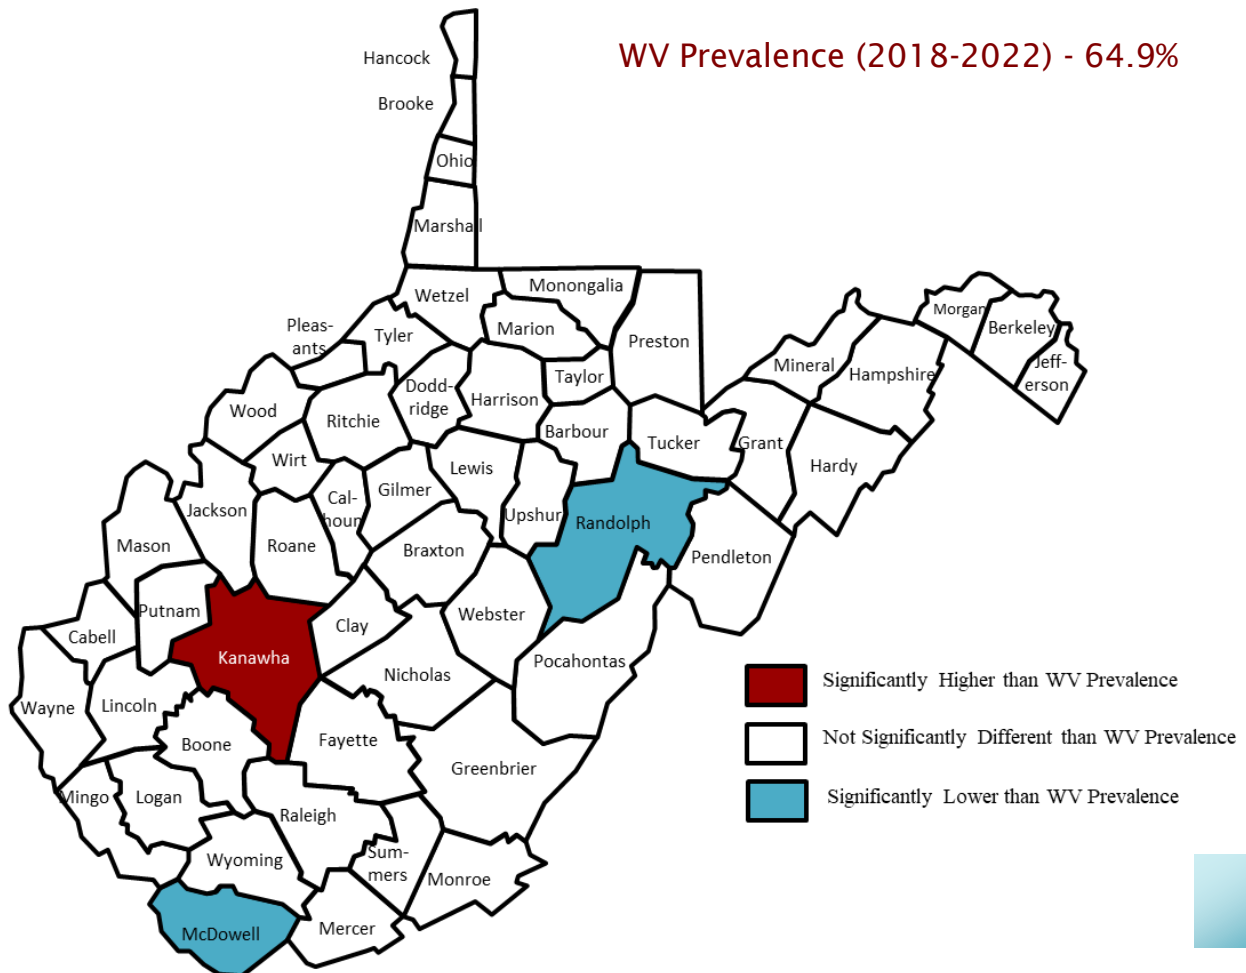 WV Prevalence (2018-2022) - 64.9%
Hancock
Brooke
Ohio
Marshall
Wetzel
Monongalia
Marion
Preston
Pleas-
ants
Tyler
Morgan
Berkeley
Jeff-
erson
Mineral
Hampshire
Taylor
Dodd-
ridge
Harrison
Wood
Ritchie
Barbour
Tucker
Grant
Hardy
Wirt
Lewis
Gilmer
Cal-
houn
Jackson
Upshur
Randolph
Roane
Braxton
Mason
Pendleton
Putnam
Cabell
Clay
Webster
Kanawha
Pocahontas
Nicholas
Wayne
Lincoln
Boone
Fayette
Greenbrier
Mingo
Logan
Raleigh
Wyoming
Sum-
mers
Monroe
McDowell
Mercer
Significantly Higher than WV Prevalence
Not Significantly Different than WV Prevalence
Significantly Lower than WV Prevalence